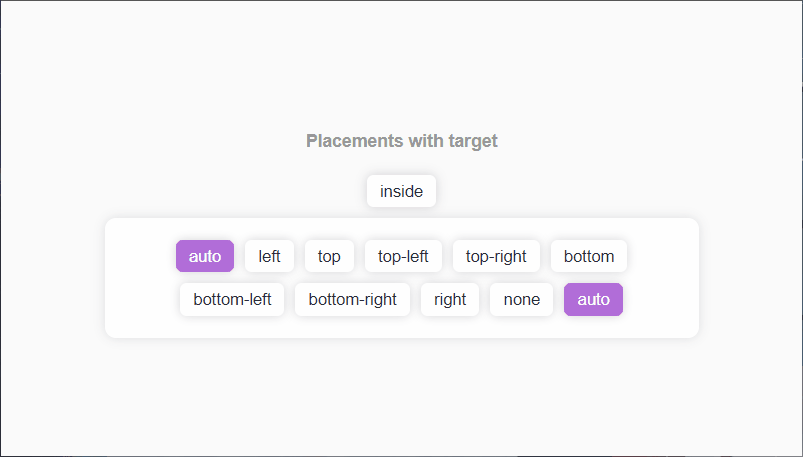 Placements with target
inside
auto left top top-left top-right bottom
bottom-left bottom-right right none auto